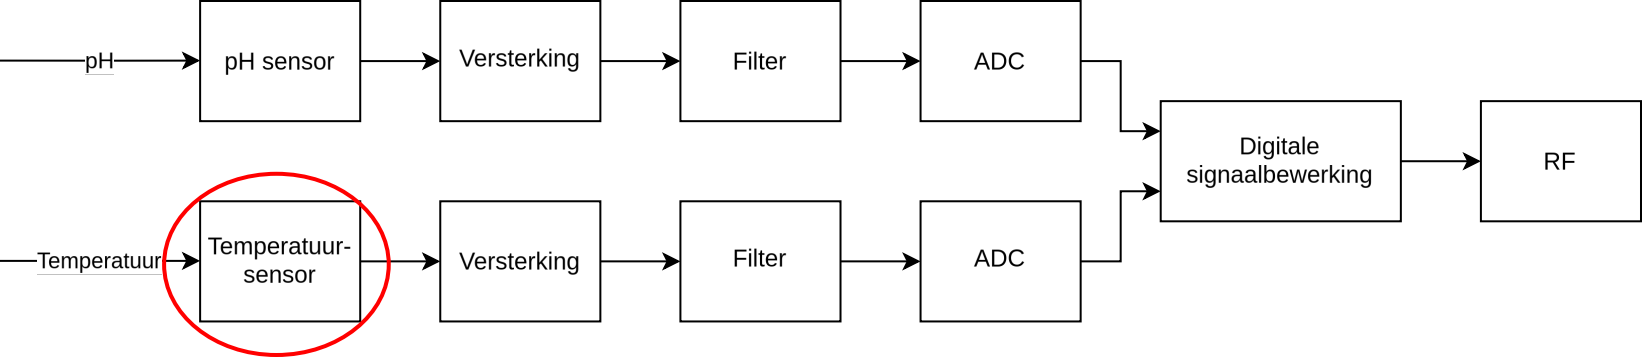 pH
pH sensor
Versterking
Filter
ADC
Digitale
signaalbewerking
RF
Temperatuur
Temperatuur-
sensor
Versterking
Filter
ADC